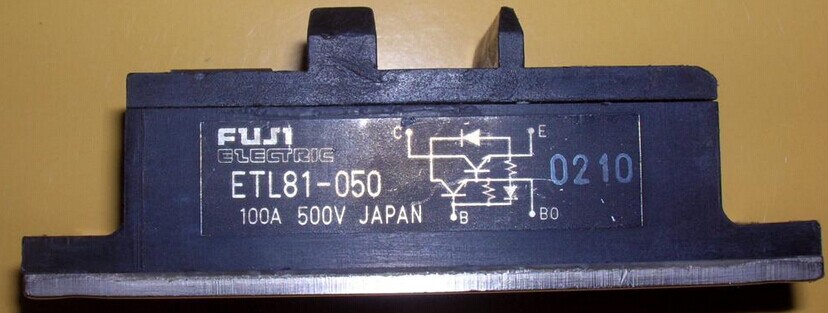 FUJI
ELECTRIC
ETL81-050
100A 500V JAPAN
C
E
B
BO
0210